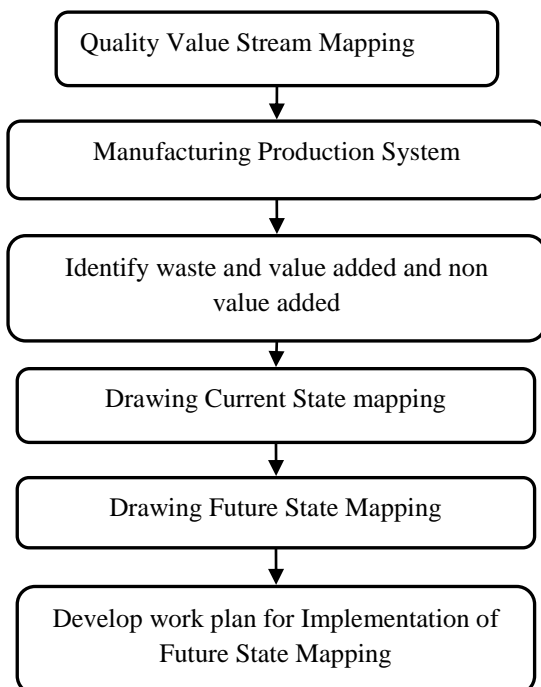 Quality Value Stream Mapping
Manufacturing Production System
Identify waste and value added and non
value added
Drawing Current State mapping
Drawing Future State Mapping
Develop work plan for Implementation of
Future State Mapping